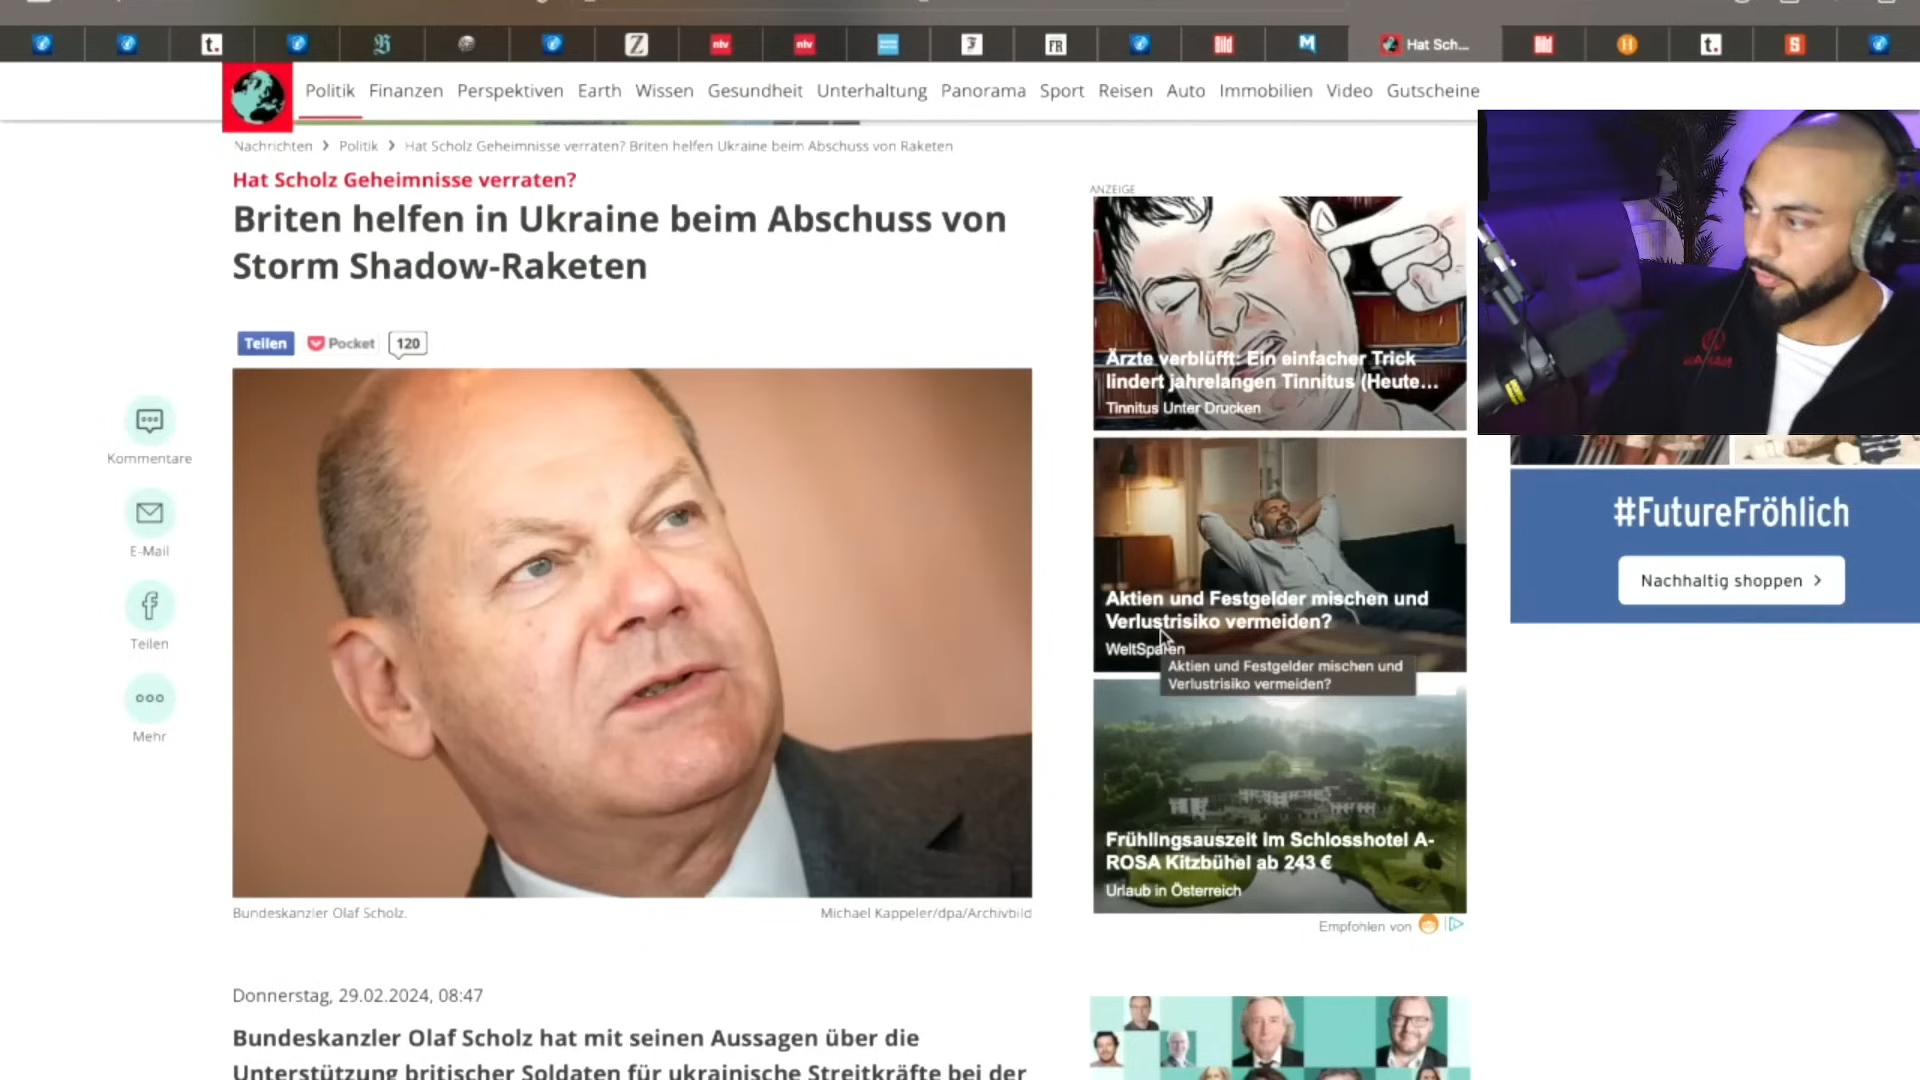 t.
Z
ntv
ntv
FR
Bild
M
Hat Sch...
Bild
H
t.
S
Politik Finanzen Perspektiven Earth Wissen Gesundheit Unterhaltung Panorama Sport Reisen Auto Immobilien Video Gutscheine
Nachrichten > Politik > Hat Scholz Geheimnisse verraten? Briten helfen Ukraine beim Abschuss von Raketen
Hat Scholz Geheimnisse verraten?
Briten helfen in Ukraine beim Abschuss von
Storm Shadow-Raketen
Teilen
Pocket
120
Kommentare
E-Mail
Teilen
Mehr
Bundeskanzler Olaf Scholz.
Michael Kappeler/dpa/Archivbild
Donnerstag, 29.02.2024, 08:47
Bundeskanzler Olaf Scholz hat mit seinen Aussagen über die
Unterstützung britischer Soldaten für ukrainische Streitkräfte bei der
ANZEIGE
Ärzte verblüfft: Ein einfacher Trick
lindert jahrelangen Tinnitus (Heute...
Tinnitus Unter Drucken
Aktien und Festgelder mischen und
Verlustrisiko vermeiden?
WeltSparen
Aktien und Festgelder mischen und
Verlustrisiko vermeiden?
Frühlingsauszeit im Schlosshotel A-
ROSA Kitzbühel ab 243 €
Urlaub in Österreich
Empfohlen von
#FutureFröhlich
Nachhaltig shoppen >